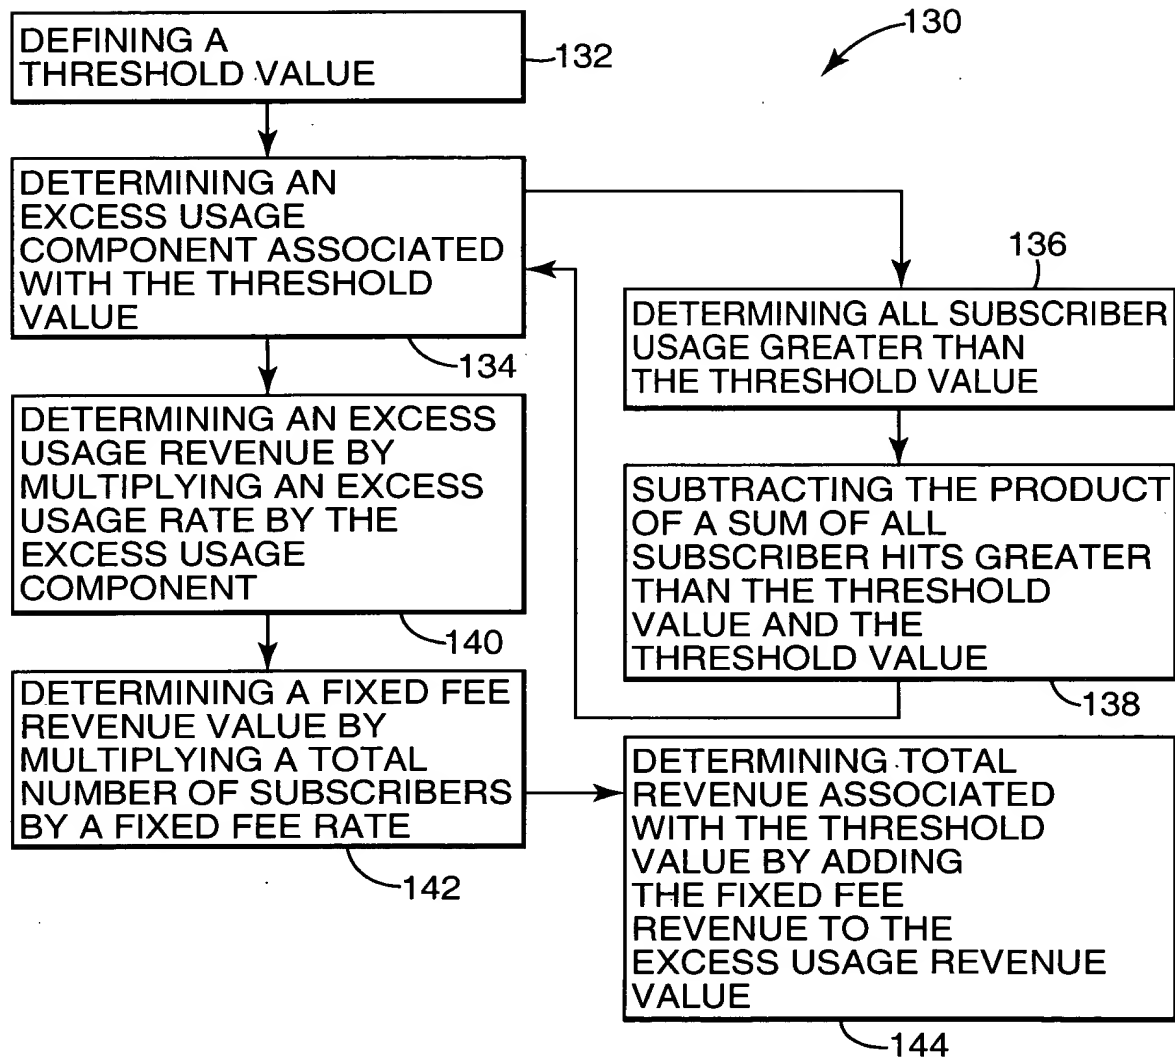 130
DEFINING A
THRESHOLD VALUE
132
DETERMINING AN
EXCESS USAGE
COMPONENT ASSOCIATED
WITH THE THRESHOLD
VALUE
134
136
DETERMINING ALL SUBSCRIBER
USAGE GREATER THAN
THE THRESHOLD VALUE
SUBTRACTING THE PRODUCT
OF A SUM OF ALL
SUBSCRIBER HITS GREATER
THAN THE THRESHOLD
VALUE AND THE
THRESHOLD VALUE
138
DETERMINING AN EXCESS
USAGE REVENUE BY
MULTIPLYING AN EXCESS
USAGE RATE BY THE
EXCESS USAGE
COMPONENT
140
DETERMINING A FIXED FEE
REVENUE VALUE BY
MULTIPLYING A TOTAL
NUMBER OF SUBSCRIBERS
BY A FIXED FEE RATE
142
DETERMINING TOTAL
REVENUE ASSOCIATED
WITH THE THRESHOLD
VALUE BY ADDING
THE FIXED FEE
REVENUE TO THE
EXCESS USAGE REVENUE
VALUE
144